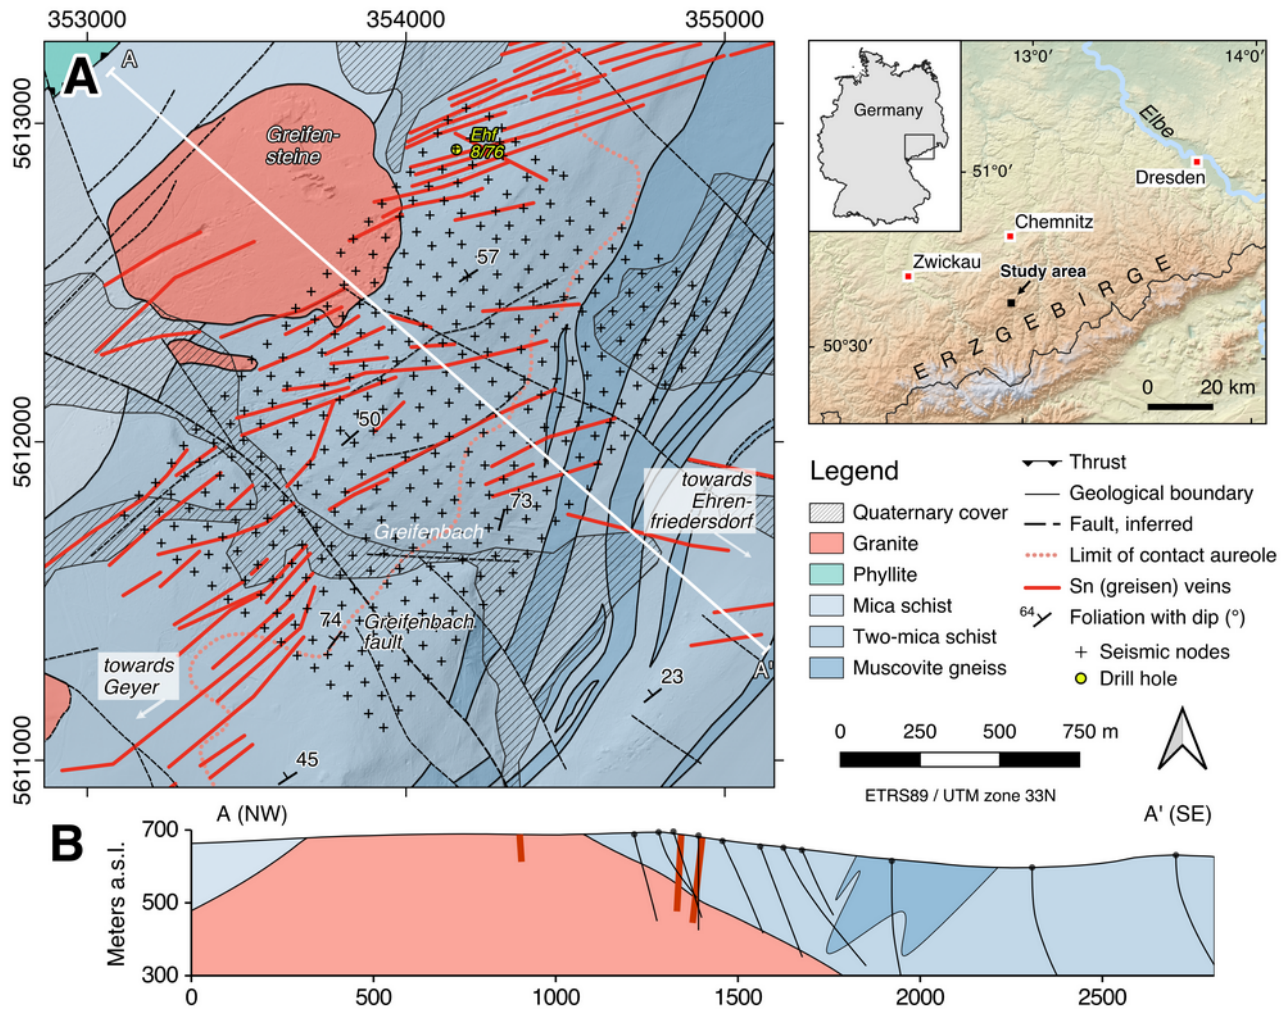 353000
354000
355000
5613000
5612000
5611000
A
A
Greifen-
steine
Ehf
8/76
57
50
73
Greifenbach
towards
Ehren-
friedersdorf
74
Greifenbach
fault
towards
Geyer
23
45
A'
Germany
13°0'
14°0'
51°0'
50°30'
Elbe
Dresden
Chemnitz
Zwickau
Study area
ERZGEBIRGE
0 20 km
Legend
Quaternary cover
Granite
Phyllite
Mica schist
Two-mica schist
Muscovite gneiss
Thrust
Geological boundary
Fault, inferred
Limit of contact aureole
Sn (greisen) veins
64 Foliation with dip (°)
Seismic nodes
Drill hole
0 250 500 750 m
ETRS89 / UTM zone 33N
A (NW)
A' (SE)
B
Meters a.s.l.
700
500
300
0 500 1000 1500 2000 2500